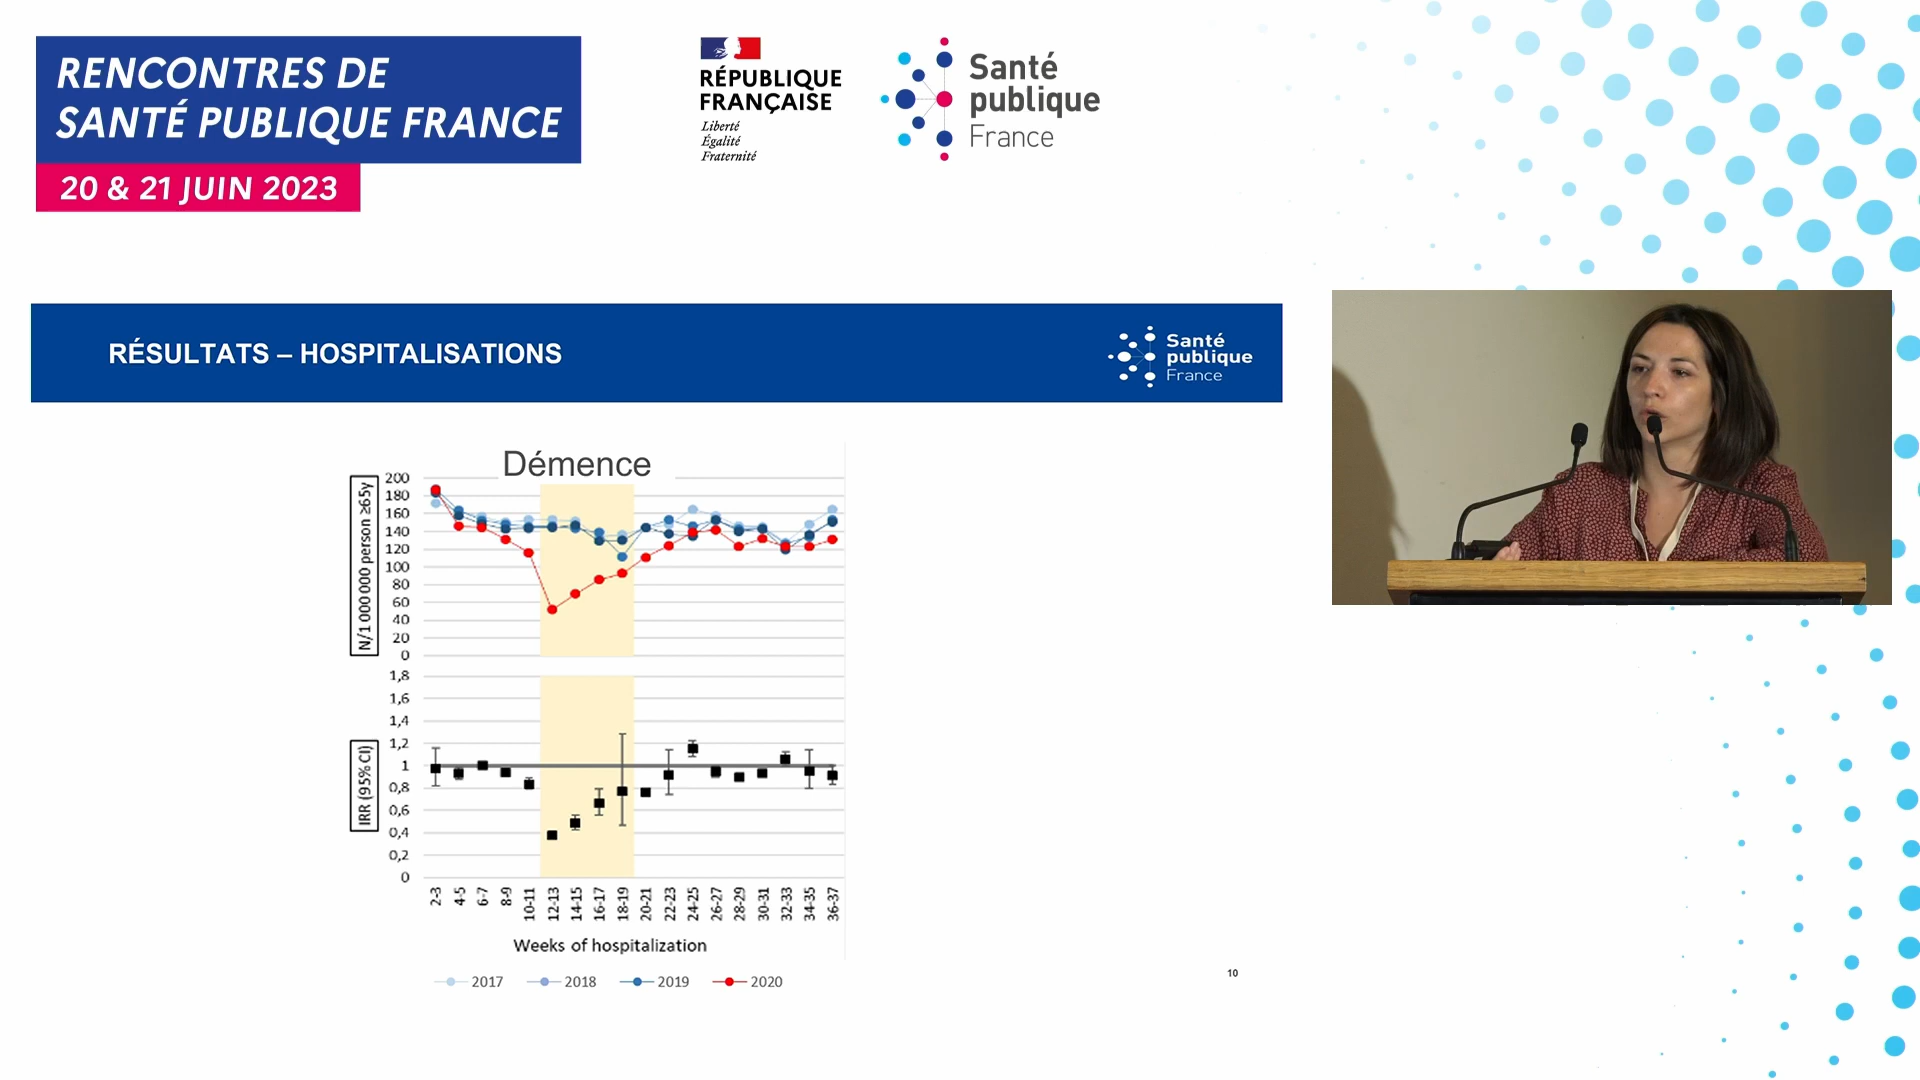 RENCONTRES DE
SANTÉ PUBLIQUE FRANCE
20 & 21 JUIN 2023
RÉPUBLIQUE
FRANÇAISE
Liberté
Égalité
Fraternité
Santé
publique
France
RÉSULTATS – HOSPITALISATIONS
Santé
publique
France
Démence
N/1 000 000 person ≥65y
200
180
160
140
120
100
80
60
40
20
0
IRR (95% CI)
1,8
1,6
1,4
1,2
1
0,8
0,6
0,4
0,2
0
2-3
4-5
6-7
8-9
10-11
12-13
14-15
16-17
18-19
20-21
22-23
24-25
26-27
28-29
30-31
32-33
34-35
36-37
Weeks of hospitalization
2017
2018
2019
2020
10